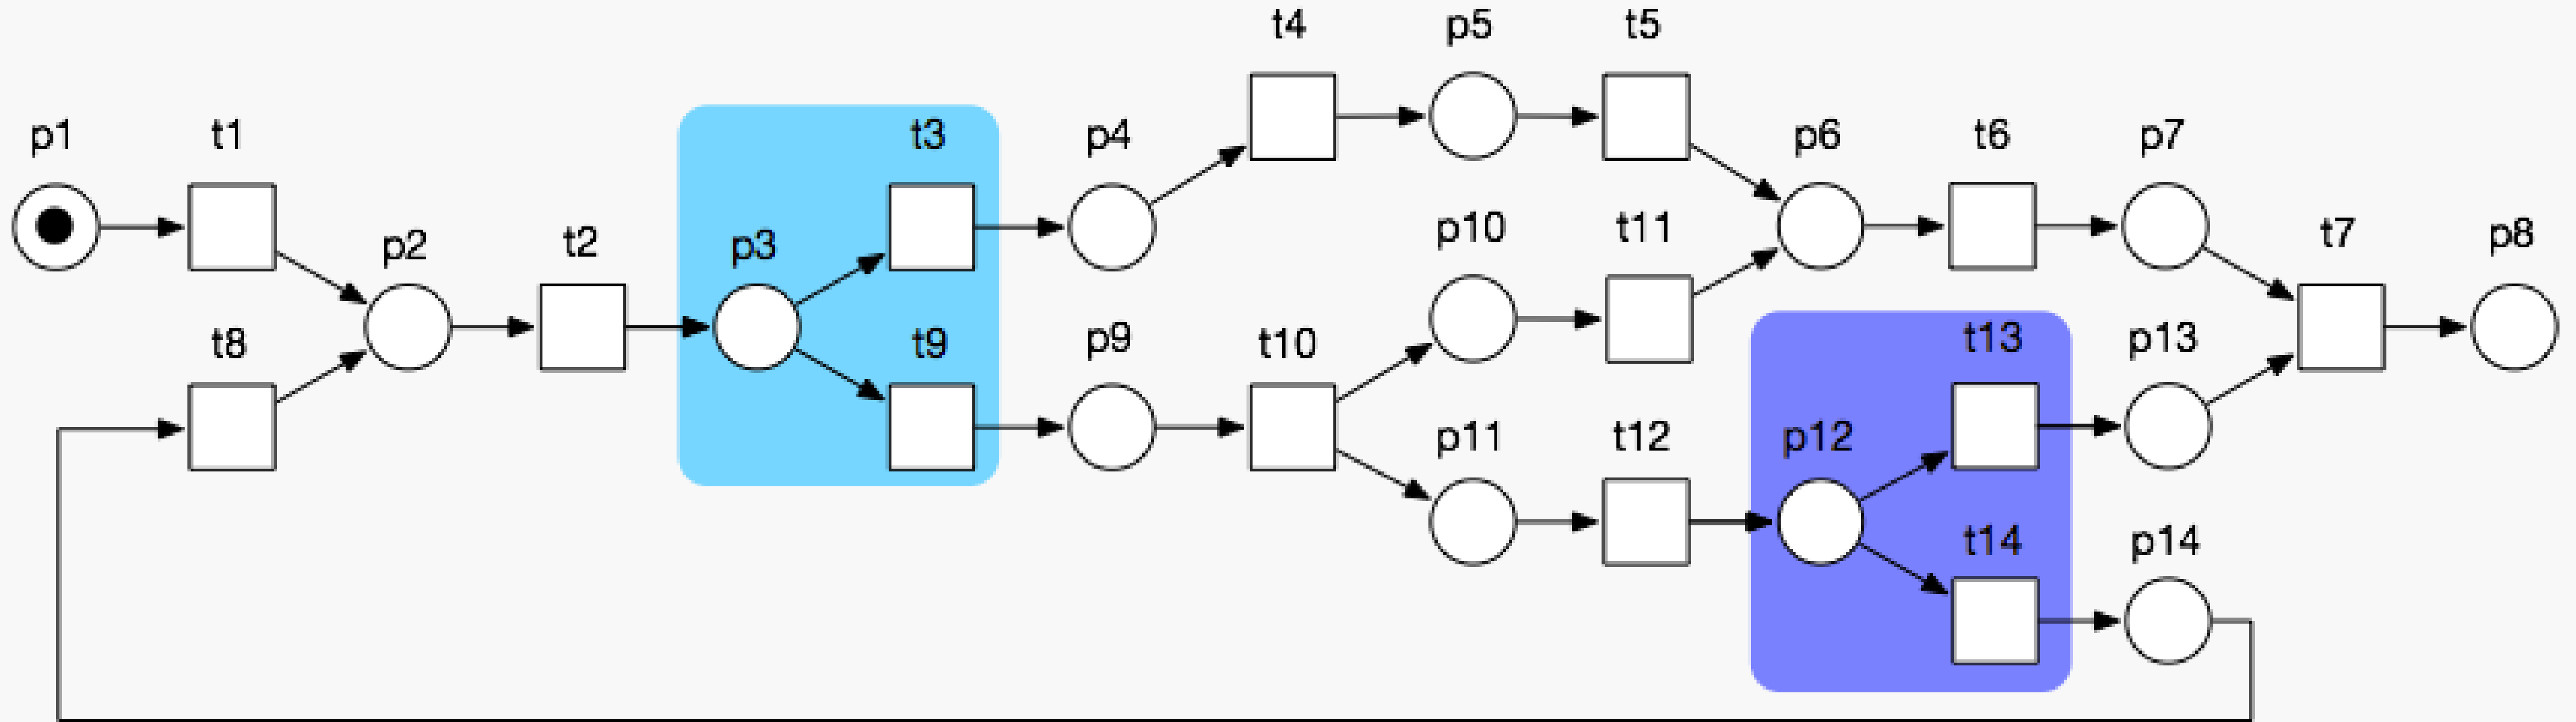 t4 p5 t5
p1 t1 t3 p4 p6 t6 p7
p2 t2 p3 p10 t11 t7 p8
t8 t9 p9 t10 t13 p13
p11 t12 p12
t14 p14